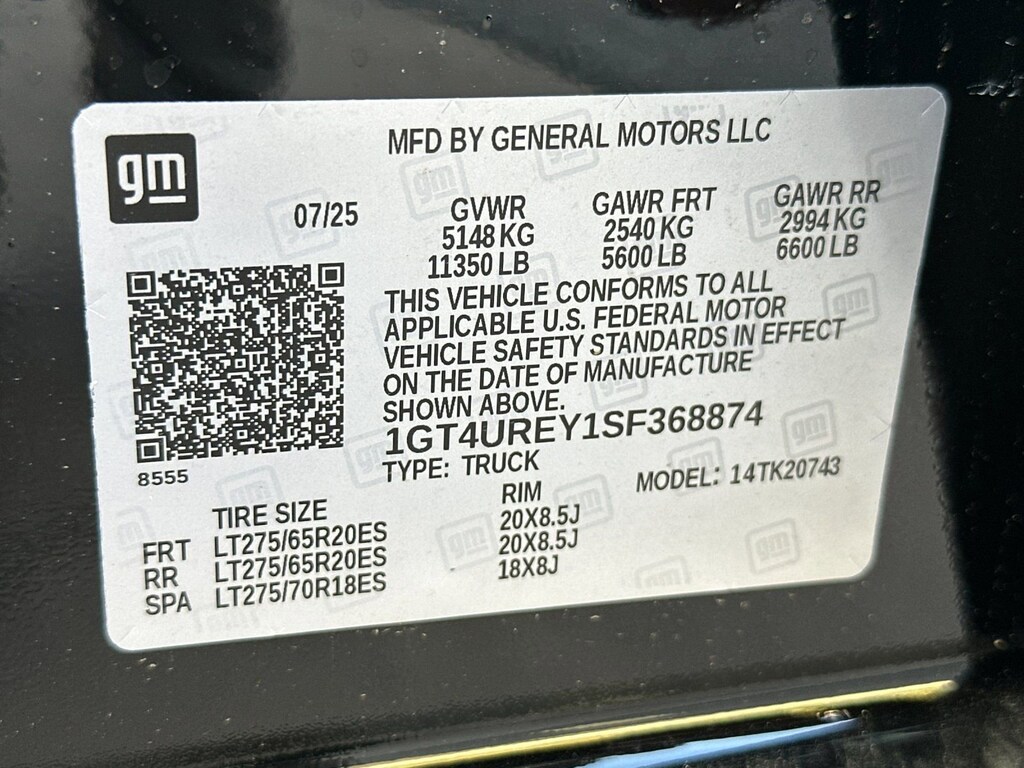 gm
MFD BY GENERAL MOTORS LLC
07/25
GVWR
5148 KG
11350 LB
GAWR FRT
2540 KG
5600 LB
GAWR RR
2994 KG
6600 LB
THIS VEHICLE CONFORMS TO ALL
APPLICABLE U.S. FEDERAL MOTOR
VEHICLE SAFETY STANDARDS IN EFFECT
ON THE DATE OF MANUFACTURE
SHOWN ABOVE.
1GT4UREY1SF368874
8555
TYPE: TRUCK
MODEL: 14TK20743
TIRE SIZE RIM
FRT LT275/65R20ES 20X8.5J
RR LT275/65R20ES 20X8.5J
SPA LT275/70R18ES 18X8J